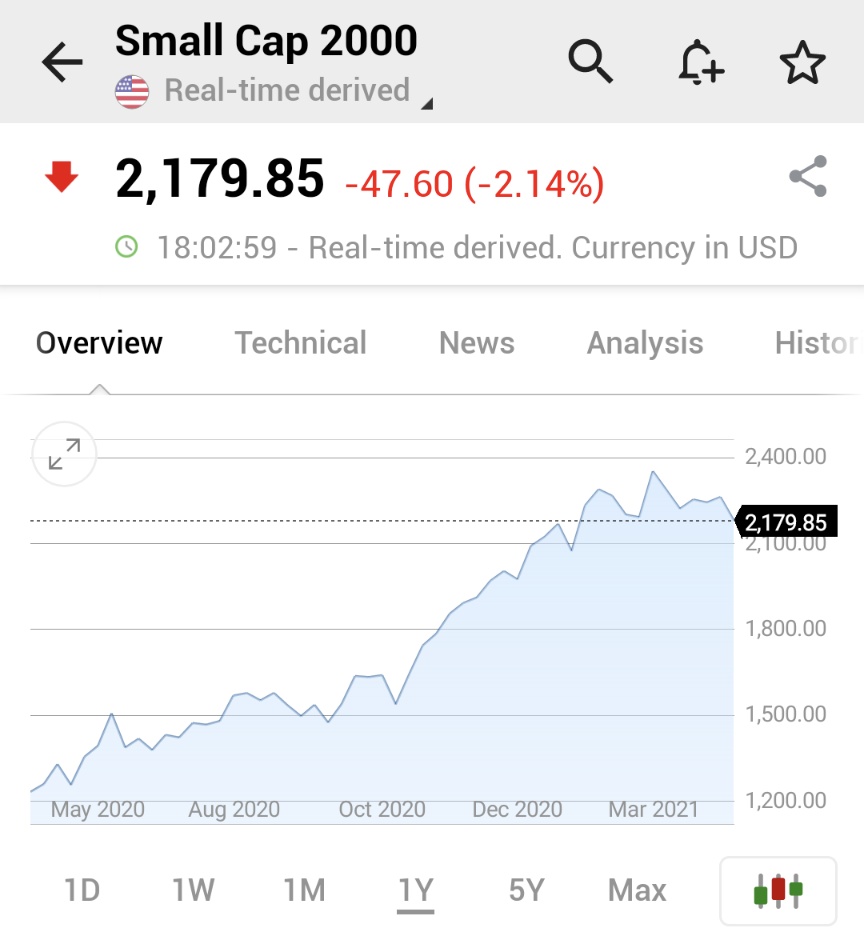 Small Cap 2000
Real-time derived
2,179.85 -47.60 (-2.14%)
18:02:59 - Real-time derived. Currency in USD
Overview Technical News Analysis Histor
2,400.00
2,179.85
2,100.00
1,800.00
1,500.00
1,200.00
May 2020 Aug 2020 Oct 2020 Dec 2020 Mar 2021
1D 1W 1M 1Y 5Y Max